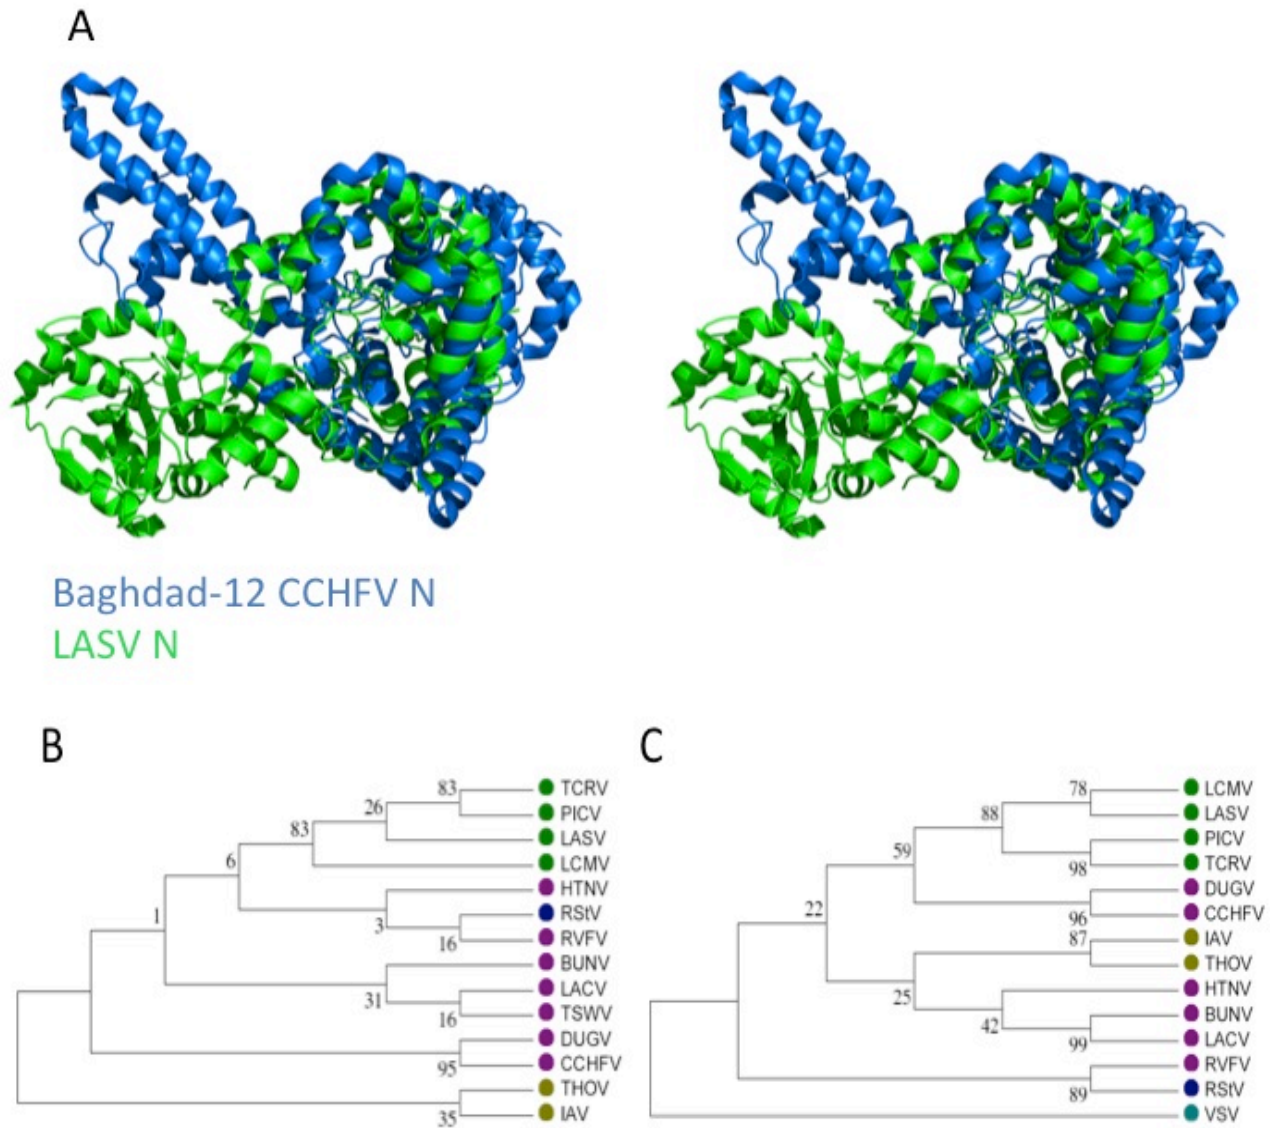 A
Baghdad-12 CCHFV N
LASV N
B
C
83 TCRV
26 PICV
83 LASV
6 LCMV
1 HTNV
3 RStV
16 RVFV
31 BUNV
16 LACV
TSWV
95 DUGV
CCHFV
35 THOV
IAV
78 LCMV
88 LASV
59 PICV
98 TCRV
22 DUGV
96 CCHFV
87 IAV
25 THOV
42 HTNV
99 BUNV
LACV
89 RVFV
RStV
VSV